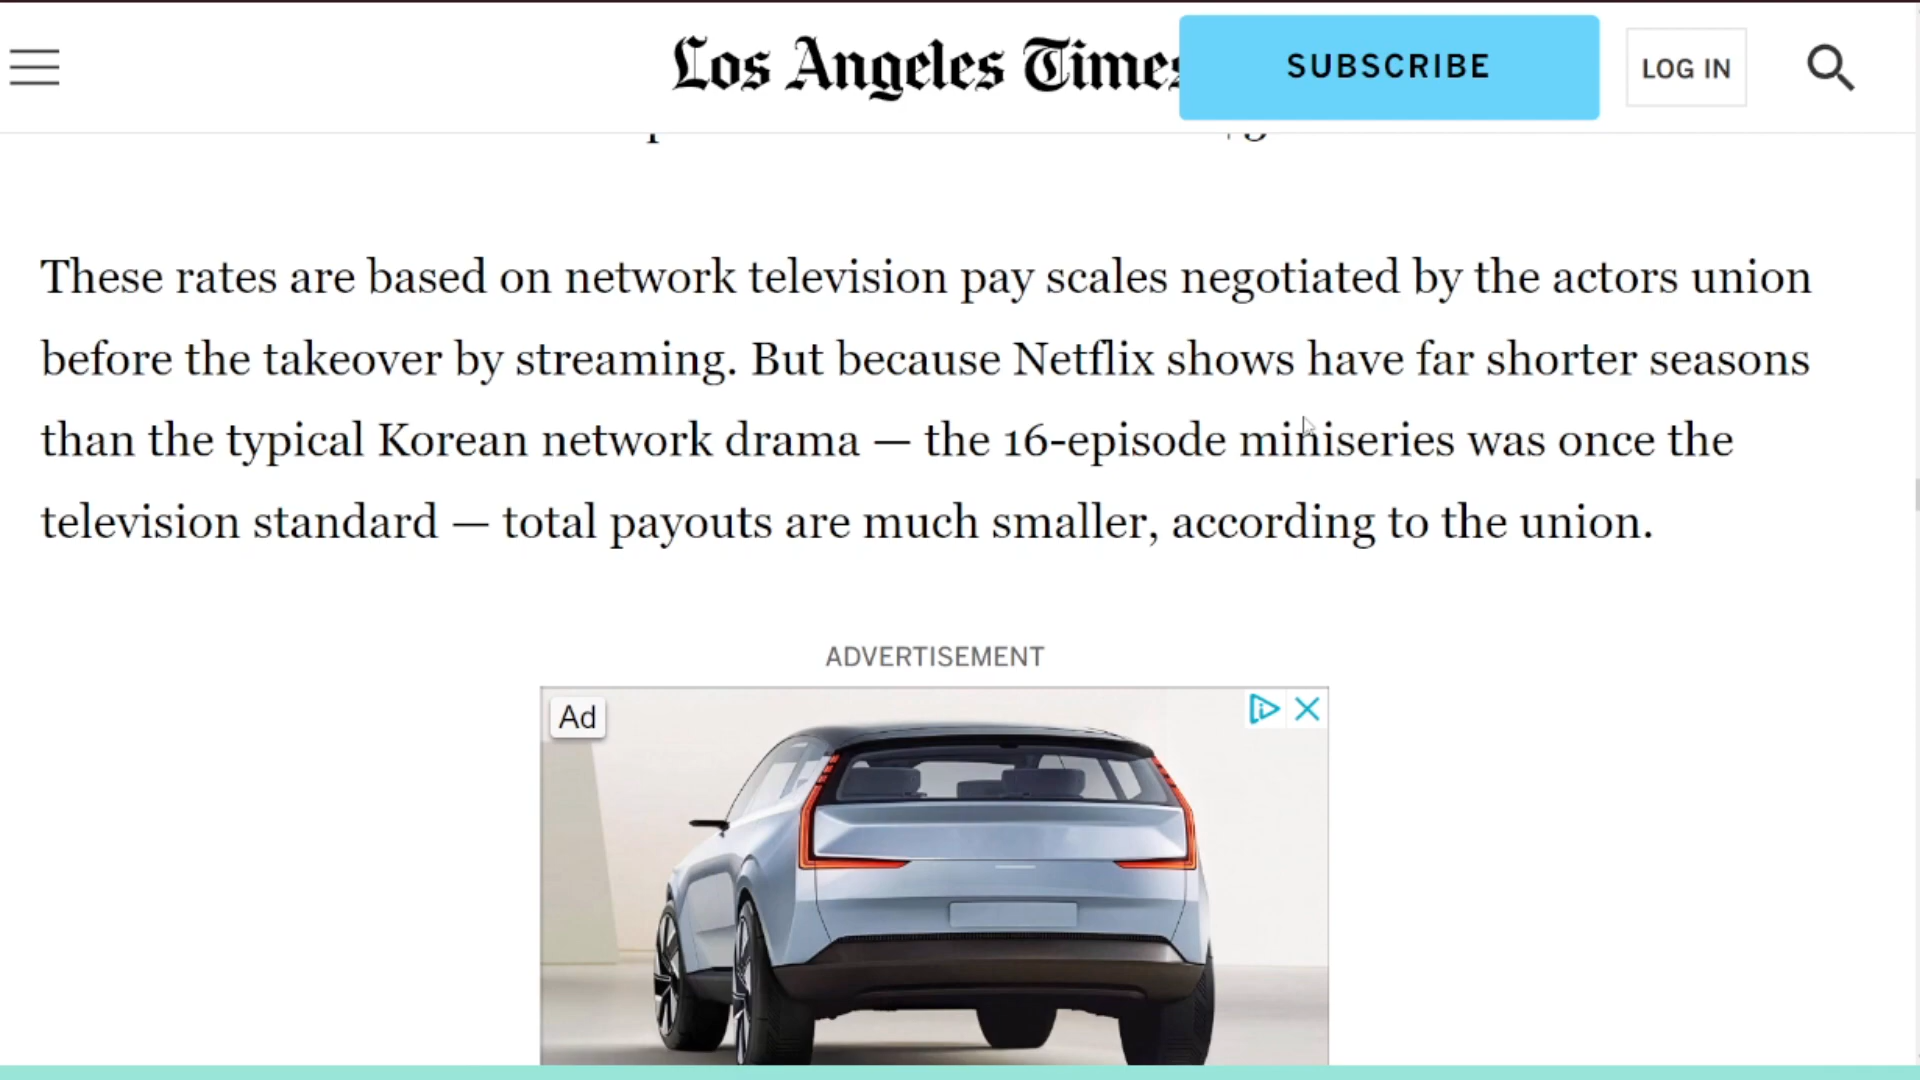 Los Angeles Times
SUBSCRIBE
LOG IN
These rates are based on network television pay scales negotiated by the actors union
before the takeover by streaming. But because Netflix shows have far shorter seasons
than the typical Korean network drama — the 16-episode miniseries was once the
television standard — total payouts are much smaller, according to the union.
ADVERTISEMENT
Ad